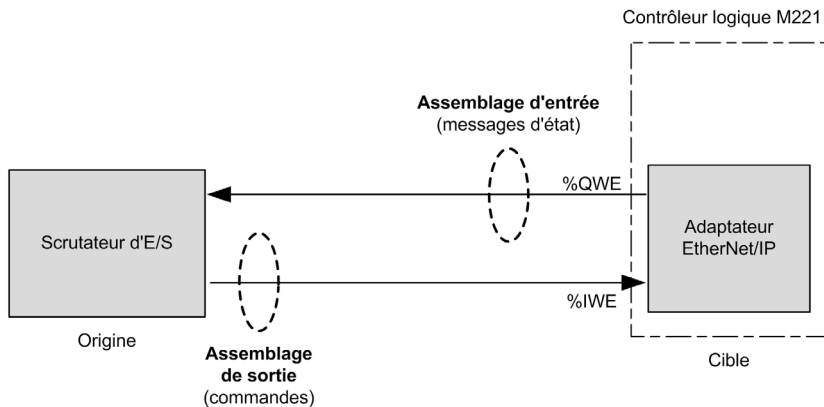 Contrôleur logique M221
Assemblage d'entrée
(messages d'état)
%QWE
Scrutateur d'E/S
Adaptateur
EtherNet/IP
%IWE
Origine
Assemblage
de sortie
(commandes)
Cible